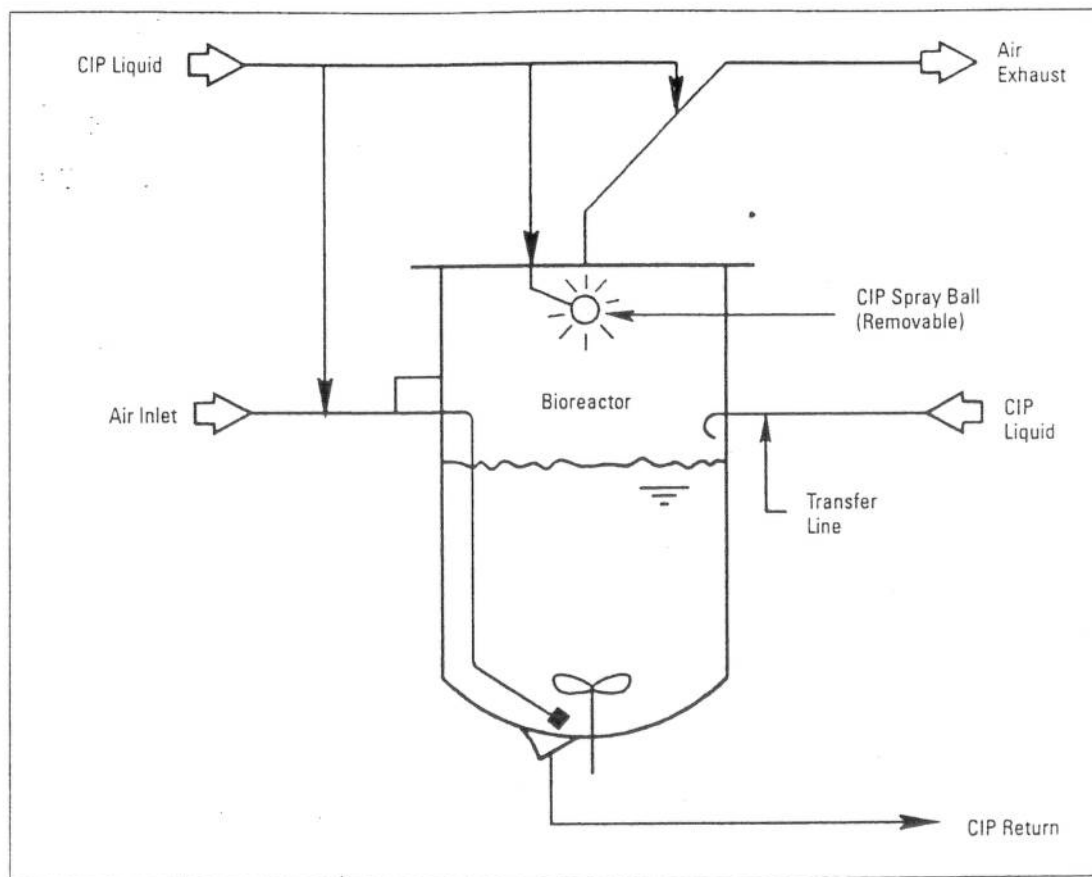 CIP Liquid
Air
Exhaust
CIP Spray Ball
(Removable)
Air Inlet
Bioreactor
CIP
Liquid
Transfer
Line
CIP Return